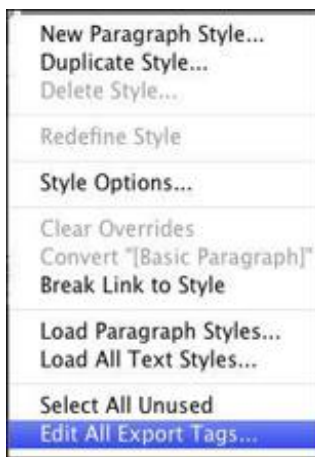 New Paragraph Style...
Duplicate Style...
Delete Style...
Redefine Style
Style Options...
Clear Overrides
Convert "[Basic Paragraph]"
Break Link to Style
Load Paragraph Styles...
Load All Text Styles...
Select All Unused
Edit All Export Tags...